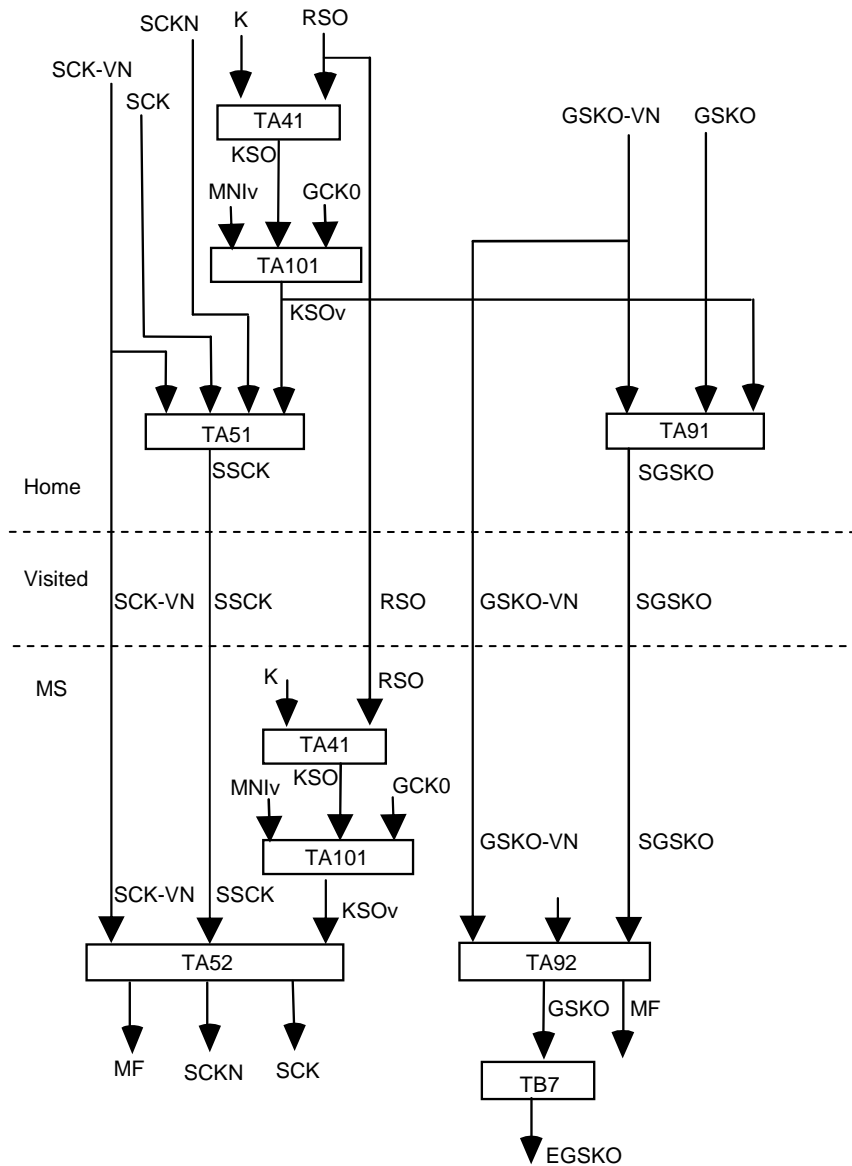 SCKN
K
RSO
SCK-VN
SCK
TA41
GSKO-VN
GSKO
KSO
MNIv
GCK0
TA101
KSOv
TA51
TA91
SSCK
SGSKO
Home
Visited
SCK-VN
SSCK
RSO
GSKO-VN
SGSKO
MS
K
RSO
TA41
KSO
MNIv
GCK0
TA101
GSKO-VN
SGSKO
SCK-VN
SSCK
KSOv
TA52
TA92
GSKO
MF
MF
SCKN
SCK
TB7
EGSKO